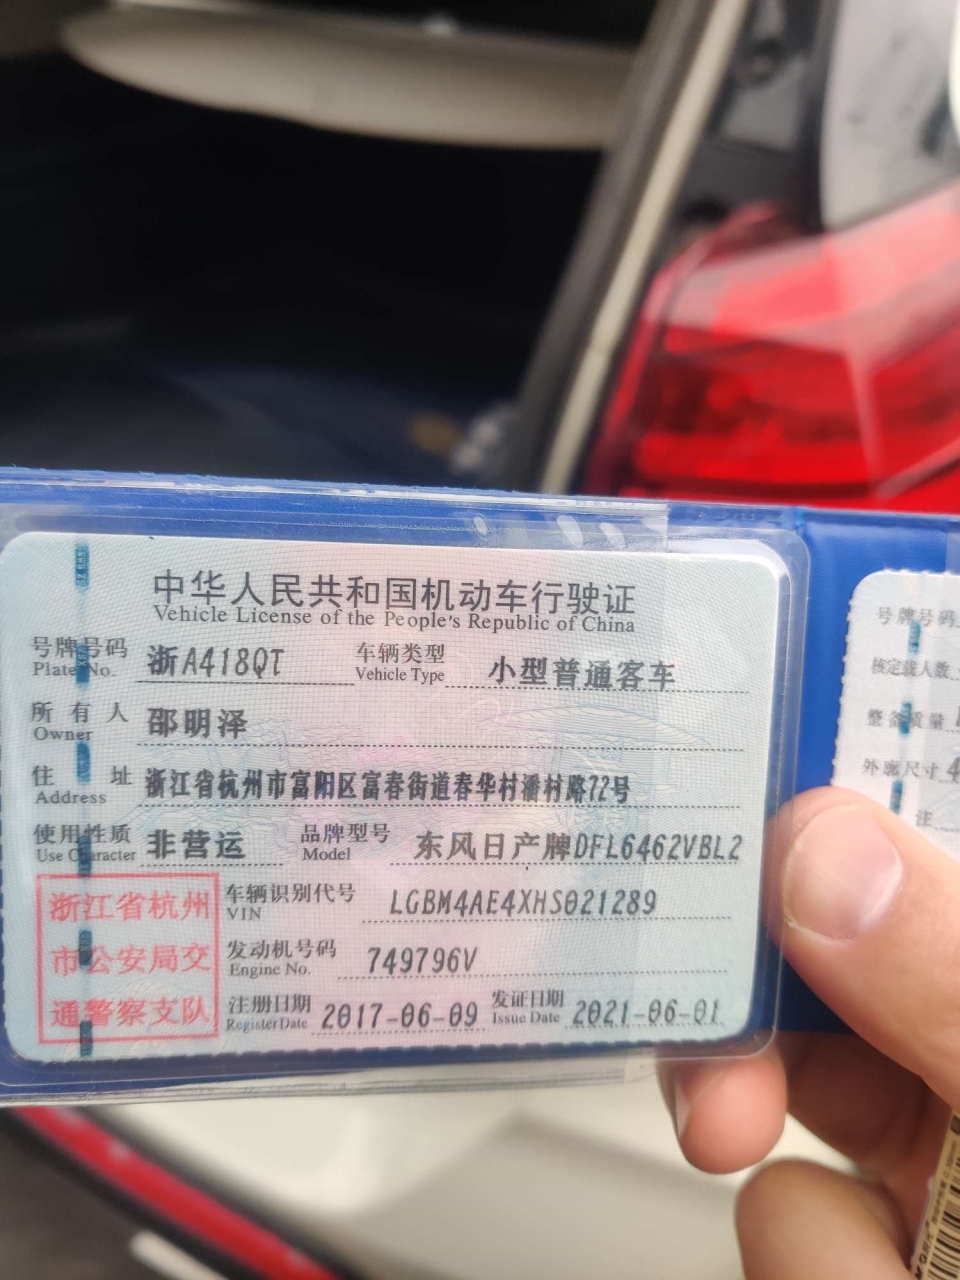 中华人民共和国机动车行驶证
Vehicle License of the People's Republic of China
号牌号码 浙A418QT 车辆类型 小型普通客车
Plate No. Vehicle Type
所有人 邵明泽
Owner
住址 浙江省杭州市富阳区富春街道春华村潘村路72号
Address
使用性质 非营运 品牌型号 东风日产牌DFL6462VBL2
Use Character Model
浙江省杭州
市公安局交
通警察支队
车辆识别代号 LGBM4AE4XHS021289
VIN
发动机号码 749796V
Engine No.
注册日期 2017-06-09 发证日期 2021-06-01
Register Date Issue Date
号牌号码
核定载人数
整备质量
外廓尺寸 4
注